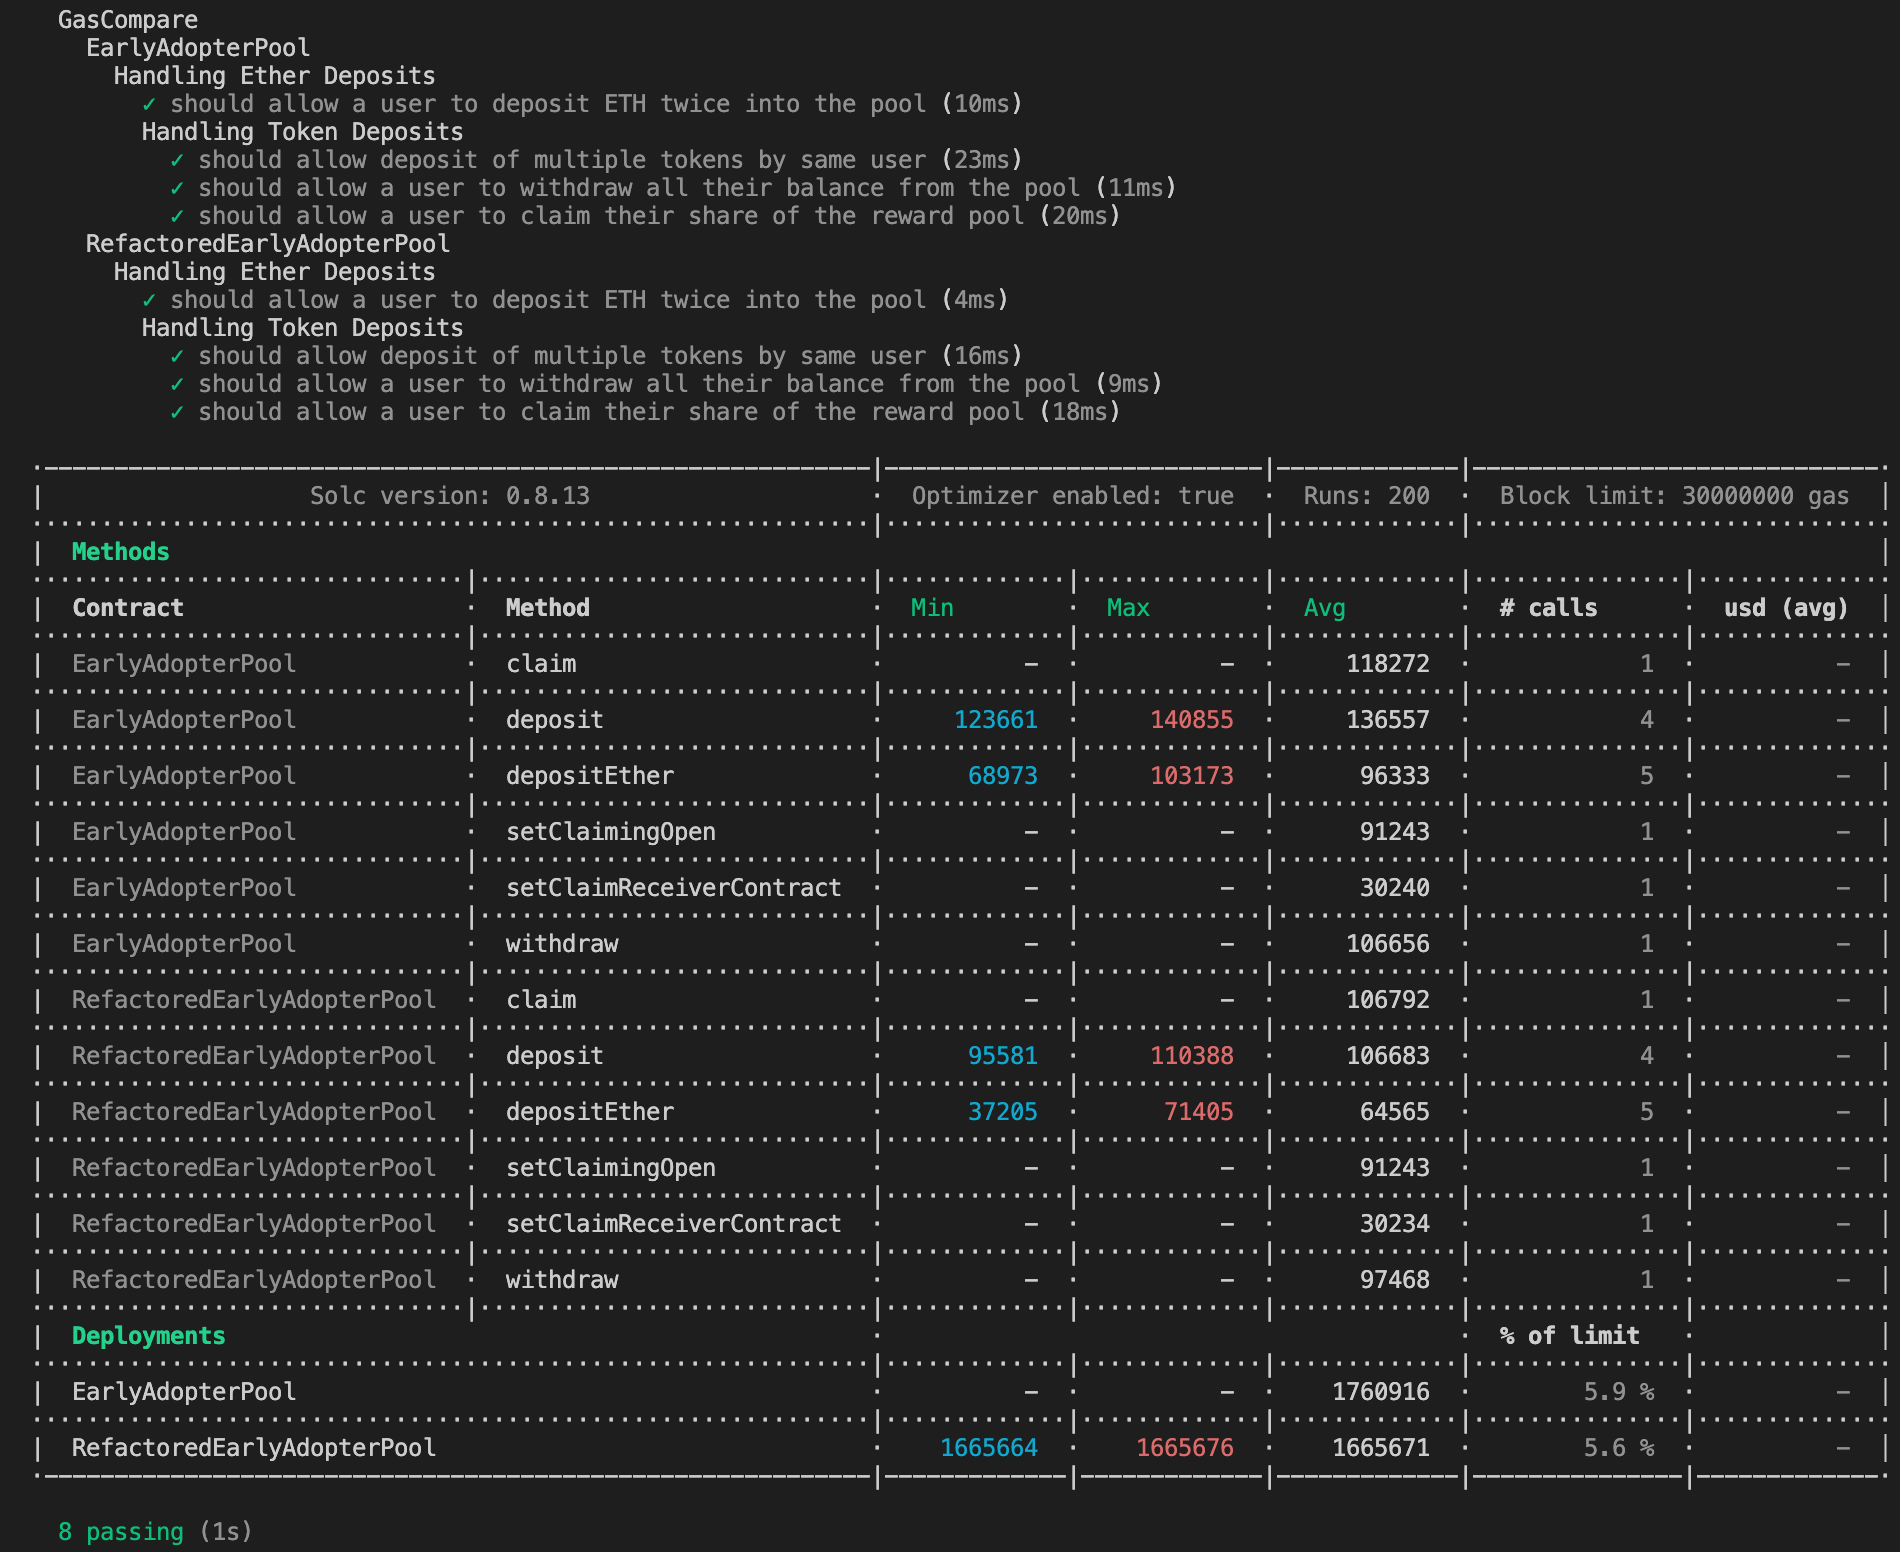 GasCompare
EarlyAdopterPool
Handling Ether Deposits
✓ should allow a user to deposit ETH twice into the pool (10ms)
Handling Token Deposits
✓ should allow deposit of multiple tokens by same user (23ms)
✓ should allow a user to withdraw all their balance from the pool (11ms)
✓ should allow a user to claim their share of the reward pool (20ms)
RefactoredEarlyAdopterPool
Handling Ether Deposits
✓ should allow a user to deposit ETH twice into the pool (4ms)
Handling Token Deposits
✓ should allow deposit of multiple tokens by same user (16ms)
✓ should allow a user to withdraw all their balance from the pool (9ms)
✓ should allow a user to claim their share of the reward pool (18ms)
Solc version: 0.8.13 · Optimizer enabled: true · Runs: 200 · Block limit: 30000000 gas
Methods
Contract · Method · Min · Max · Avg · # calls · usd (avg)
EarlyAdopterPool · claim · - · - · 118272 · 1 · -
EarlyAdopterPool · deposit · 123661 · 140855 · 136557 · 4 · -
EarlyAdopterPool · depositEther · 68973 · 103173 · 96333 · 5 · -
EarlyAdopterPool · setClaimingOpen · - · - · 91243 · 1 · -
EarlyAdopterPool · setClaimReceiverContract · - · - · 30240 · 1 · -
EarlyAdopterPool · withdraw · - · - · 106656 · 1 · -
RefactoredEarlyAdopterPool · claim · - · - · 106792 · 1 · -
RefactoredEarlyAdopterPool · deposit · 95581 · 110388 · 106683 · 4 · -
RefactoredEarlyAdopterPool · depositEther · 37205 · 71405 · 64565 · 5 · -
RefactoredEarlyAdopterPool · setClaimingOpen · - · - · 91243 · 1 · -
RefactoredEarlyAdopterPool · setClaimReceiverContract · - · - · 30234 · 1 · -
RefactoredEarlyAdopterPool · withdraw · - · - · 97468 · 1 · -
Deployments · % of limit ·
EarlyAdopterPool · - · - · 1760916 · 5.9 % · -
RefactoredEarlyAdopterPool · 1665664 · 1665676 · 1665671 · 5.6 % · -
8 passing (1s)